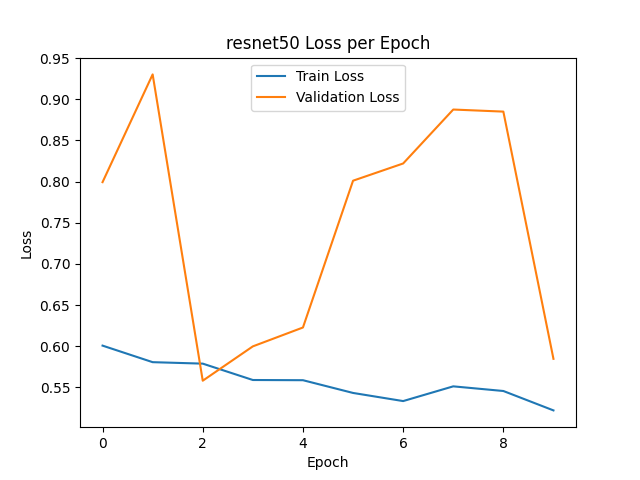 resnet50 Loss per Epoch
Train Loss
Validation Loss
Loss
0.95
0.90
0.85
0.80
0.75
0.70
0.65
0.60
0.55
0 2 4 6 8
Epoch